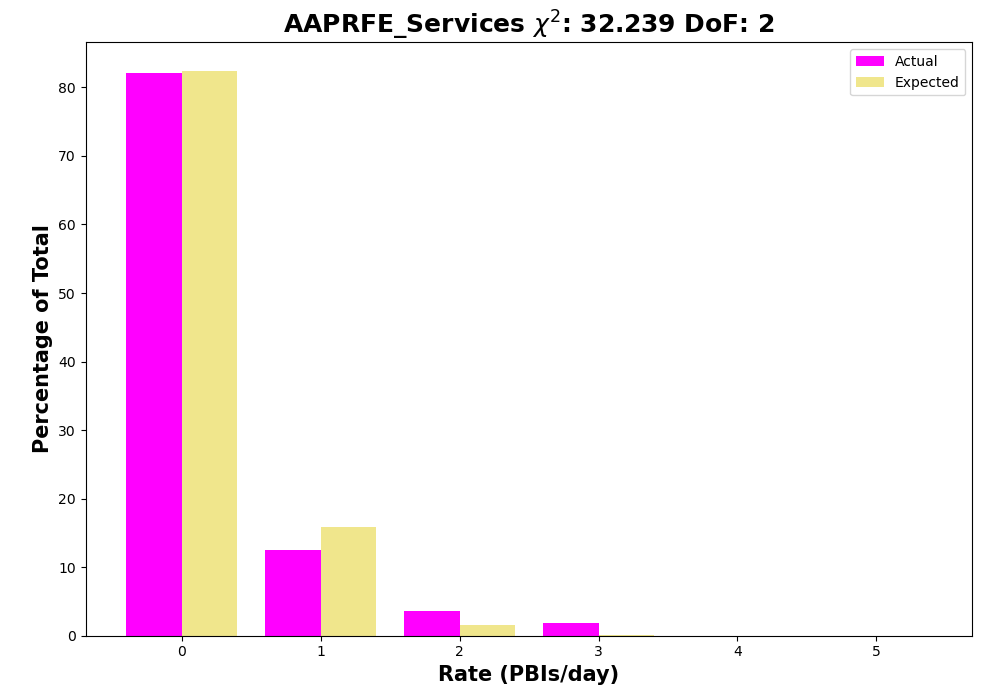 AAPRFE_Services χ²: 32.239 DoF: 2
Actual
Expected
Percentage of Total
80
70
60
50
40
30
20
10
0
0 1 2 3 4 5
Rate (PBIs/day)